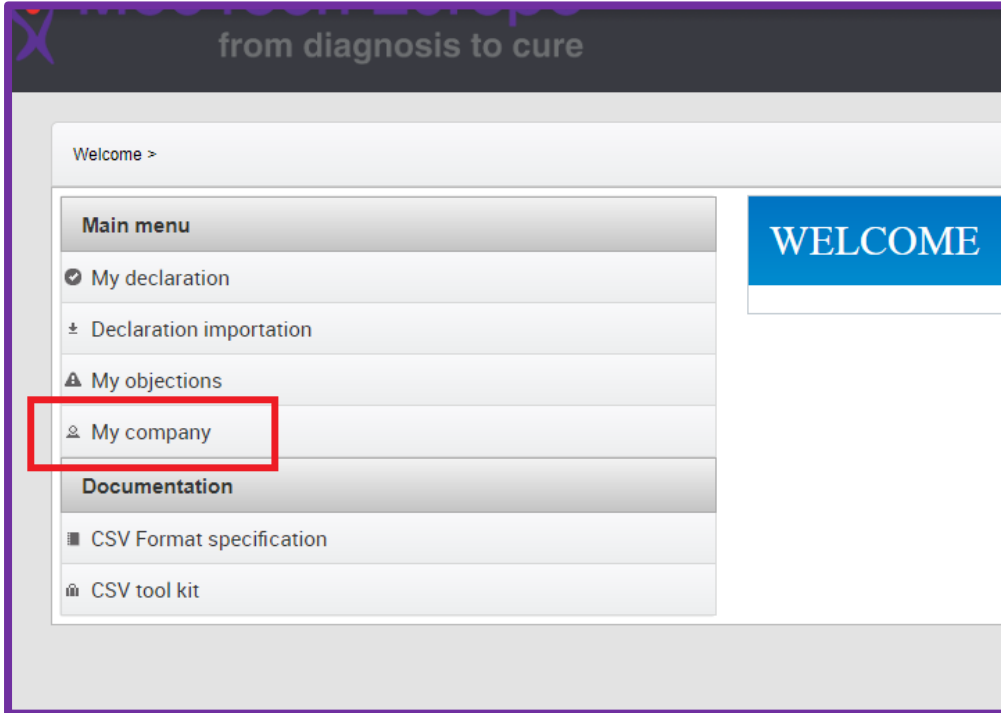 from diagnosis to cure
Welcome >
Main menu
WELCOME
My declaration
Declaration importation
My objections
My company
Documentation
CSV Format specification
CSV tool kit